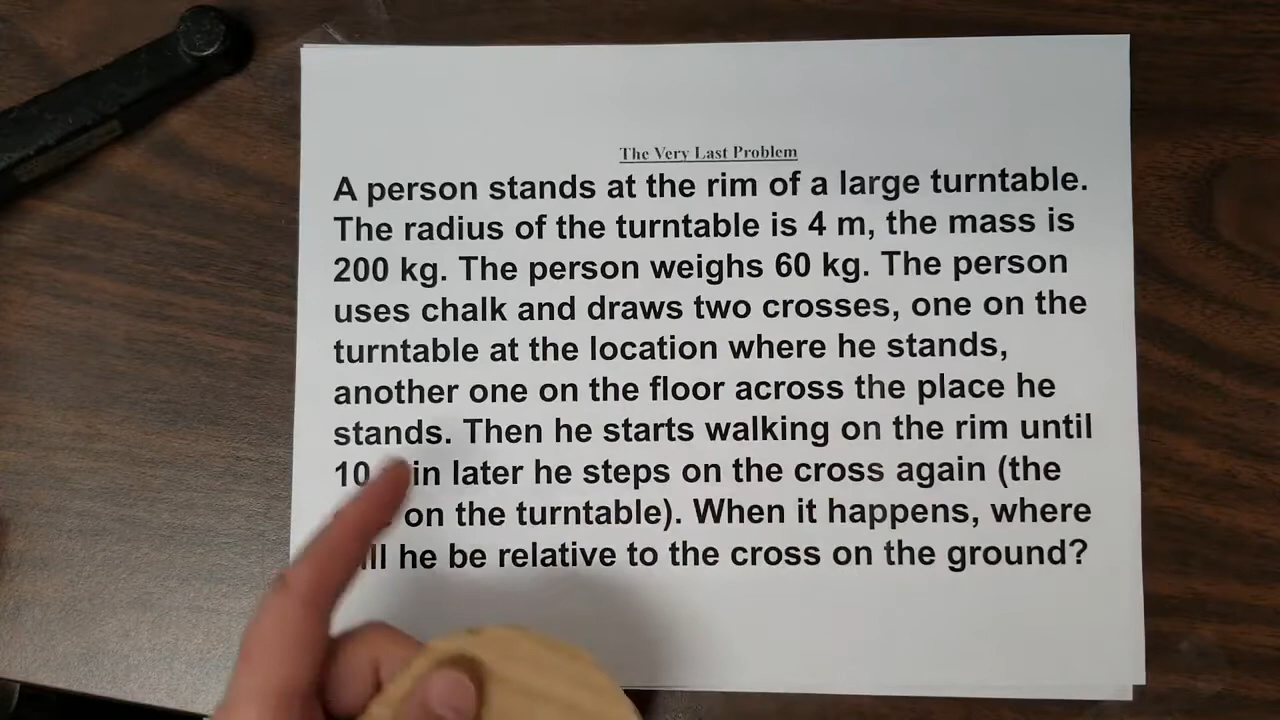 The Very Last Problem
A person stands at the rim of a large turntable.
The radius of the turntable is 4 m, the mass is
200 kg. The person weighs 60 kg. The person
uses chalk and draws two crosses, one on the
turntable at the location where he stands,
another one on the floor across the place he
stands. Then he starts walking on the rim until
10 later he steps on the cross again (the
on the turntable). When it happens, where
he be relative to the cross on the ground?